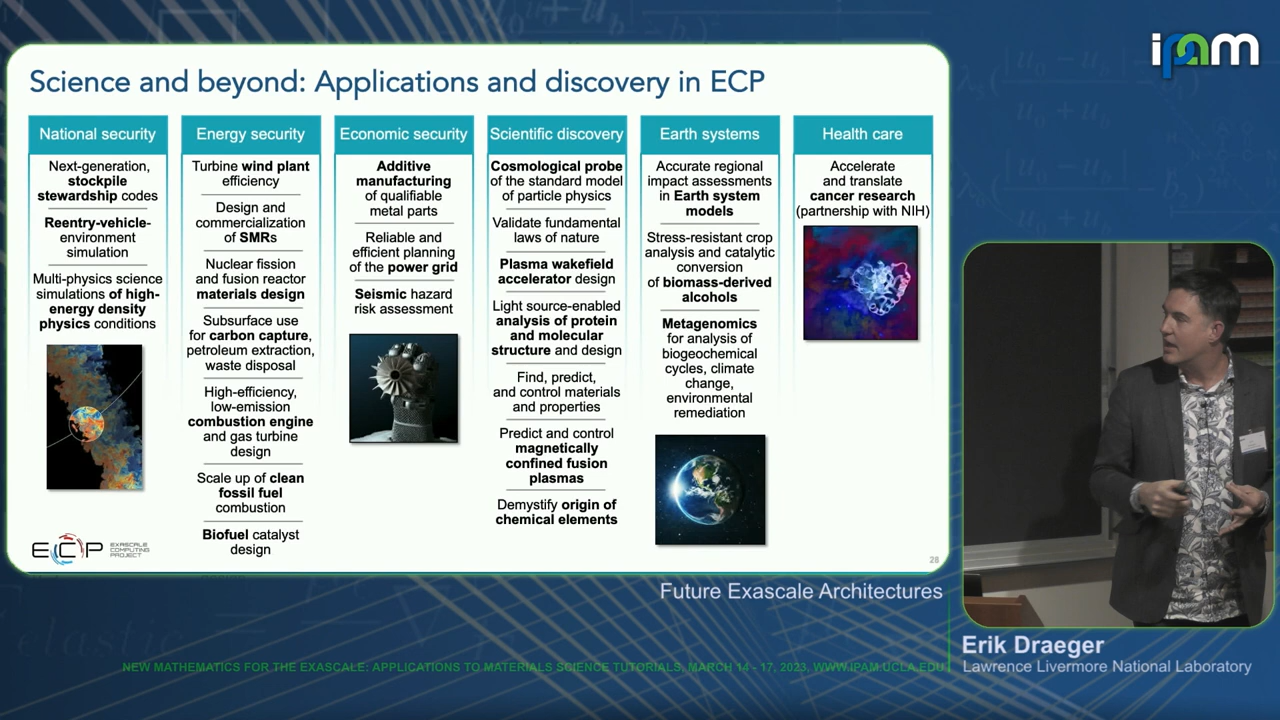 ipam
Science and beyond: Applications and discovery in ECP
National security
Next-generation,
stockpile
stewardship codes
Reentry-vehicle-
environment
simulation
Multi-physics science
simulations of high-
energy density
physics conditions
Energy security
Turbine wind plant
efficiency
Design and
commercialization
of SMRs
Nuclear fission
and fusion reactor
materials design
Subsurface use
for carbon capture,
petroleum extraction,
waste disposal
High-efficiency,
low-emission
combustion engine
and gas turbine
design
Scale up of clean
fossil fuel
combustion
Biofuel catalyst
design
Economic security
Additive
manufacturing
of qualifiable
metal parts
Reliable and
efficient planning
of the power grid
Seismic hazard
risk assessment
Scientific discovery
Cosmological probe
of the standard model
of particle physics
Validate fundamental
laws of nature
Plasma wakefield
accelerator design
Light source-enabled
analysis of protein
and molecular
structure and design
Find, predict,
and control materials
and properties
Predict and control
magnetically
confined fusion
plasmas
Demystify origin of
chemical elements
Earth systems
Accurate regional
impact assessments
in Earth system
models
Stress-resistant crop
analysis and catalytic
conversion
of biomass-derived
alcohols
Metagenomics
for analysis of
biogeochemical
cycles, climate
change,
environmental
remediation
Health care
Accelerate
and translate
cancer research
(partnership with NIH)
ECP
EXASCALE
COMPUTING
PROJECT
28
Future Exascale Architectures
Erik Draeger
Lawrence Livermore National Laboratory
NEW MATHEMATICS FOR THE EXASCALE: APPLICATIONS TO MATERIALS SCIENCE TUTORIALS, MARCH 14 - 17, 2023, WWW.IPAM.UCLA.EDU
elastic